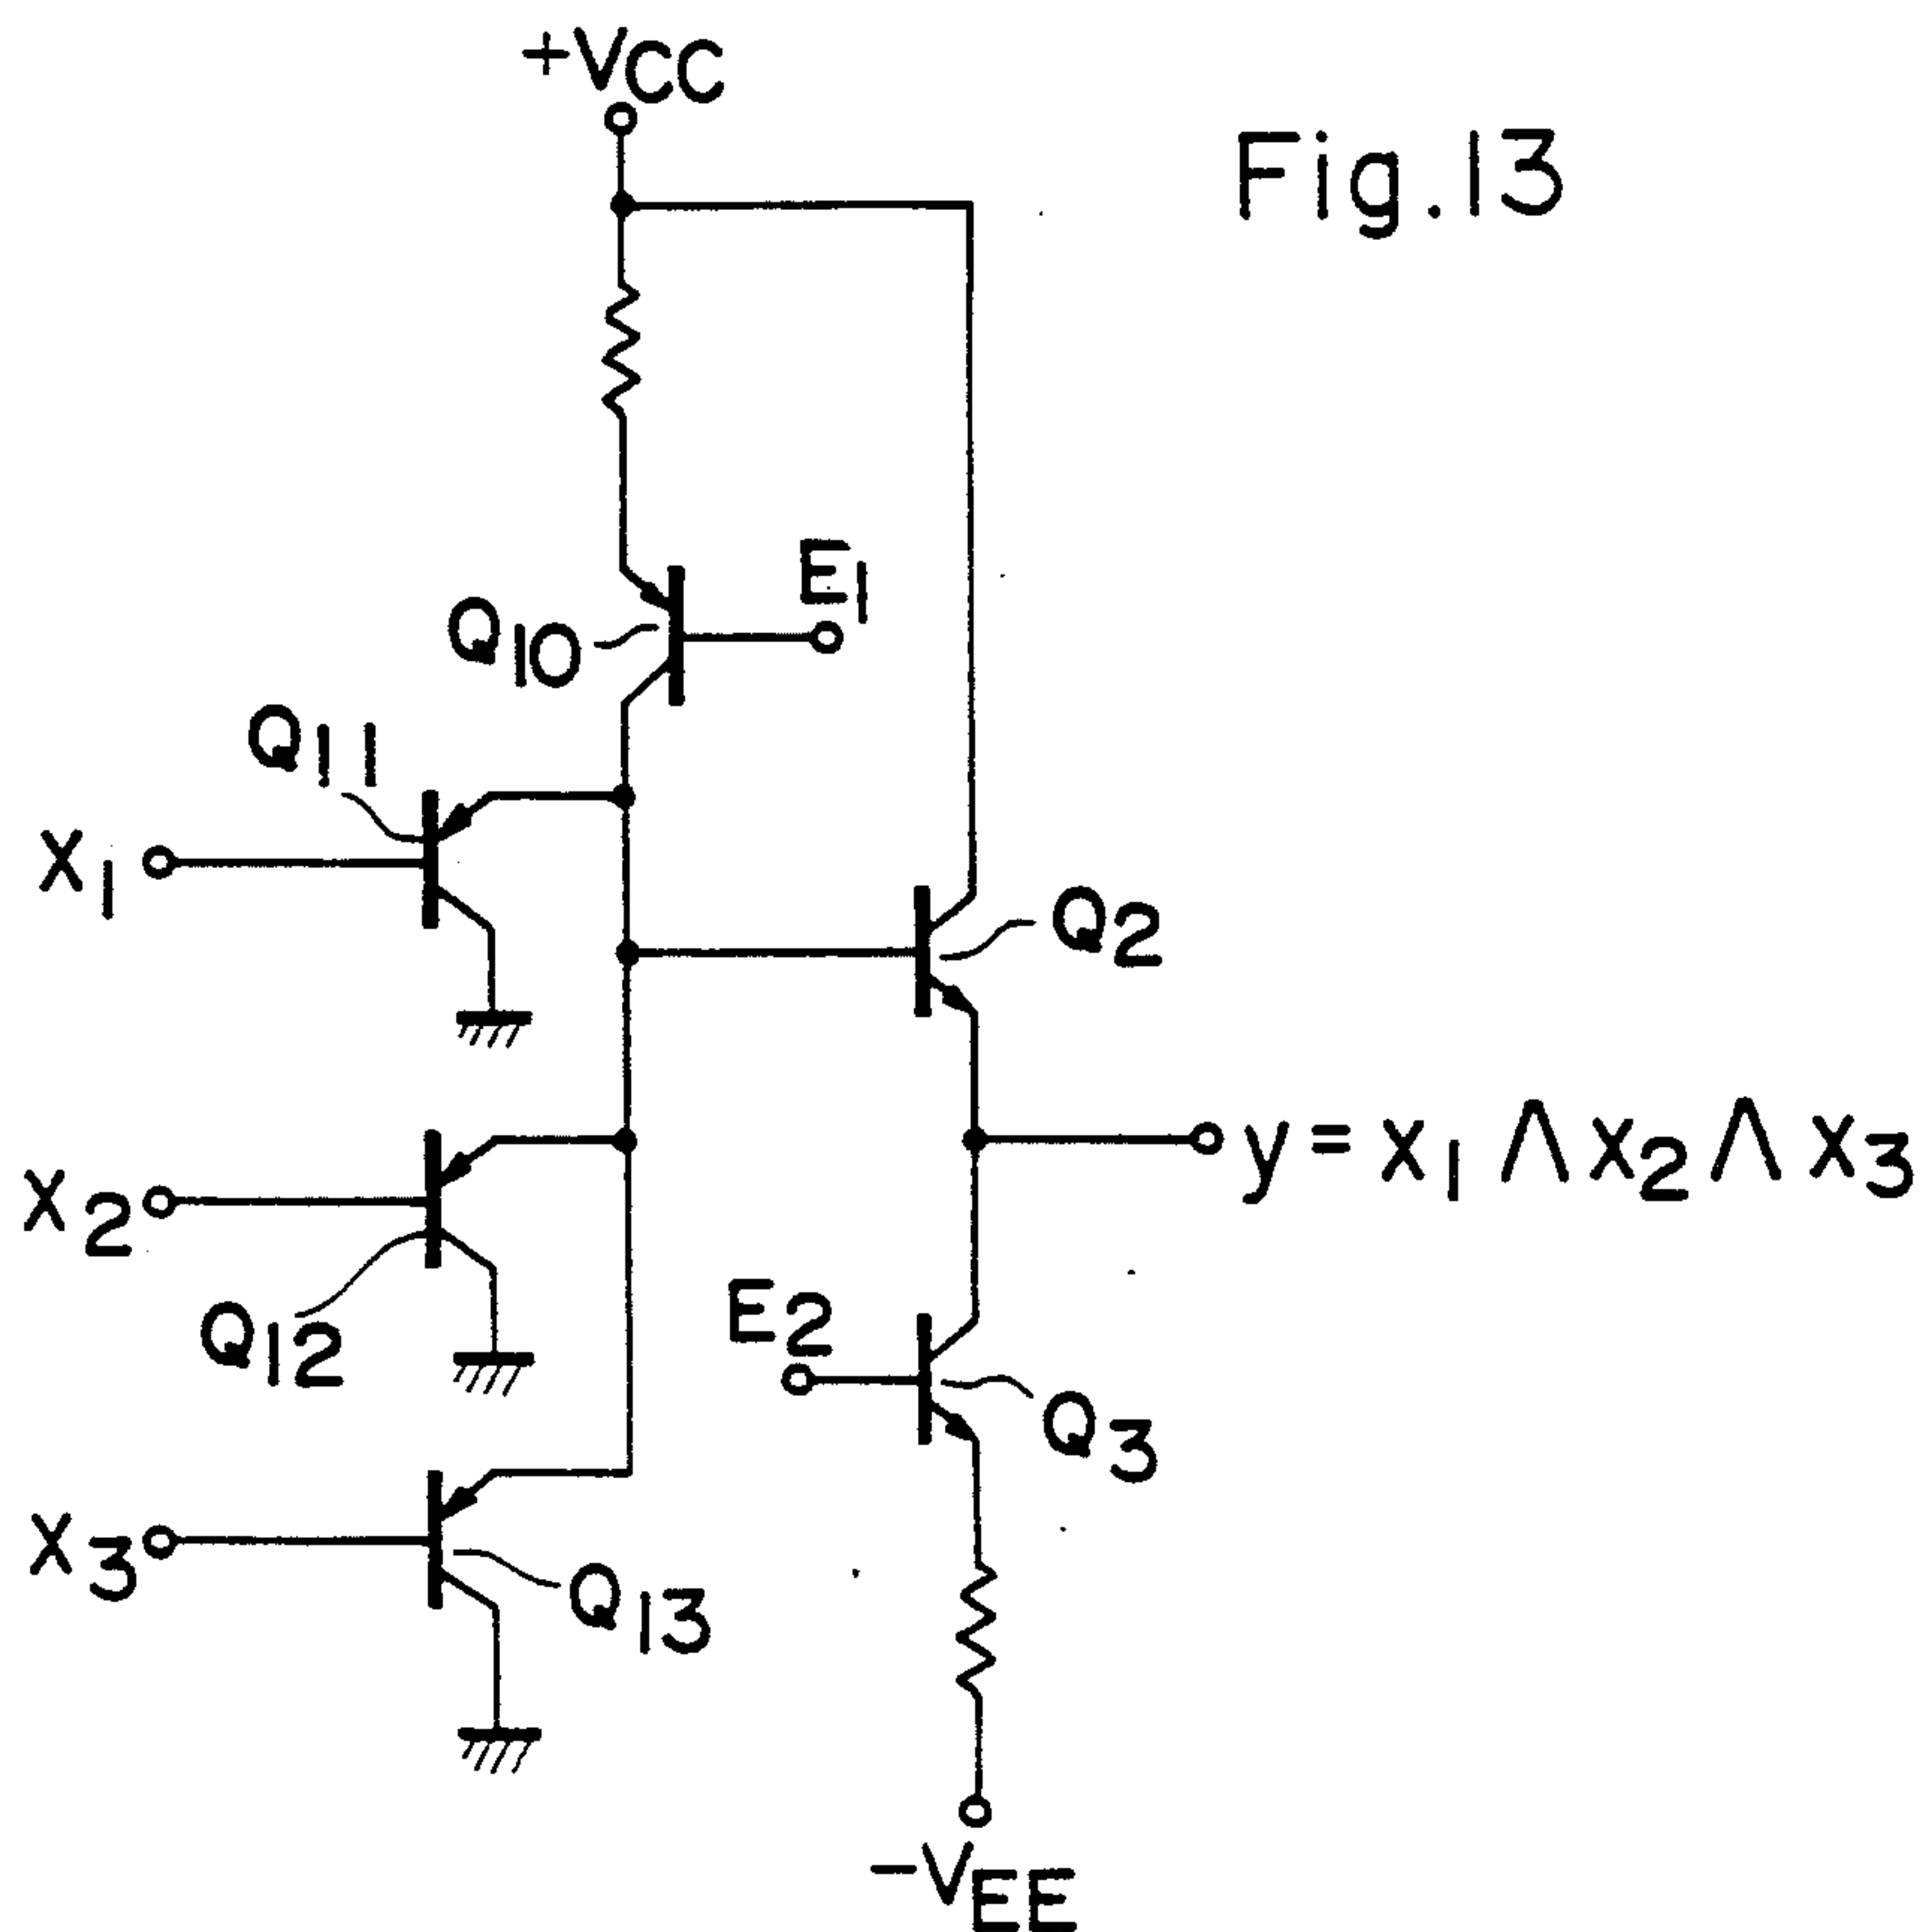 +VCC
Fig.13
E1
Q10
Q11
x1
Q2
y = x1 ⋀ x2 ⋀ x3
x2
E2
Q12
Q3
x3
Q13
-VEE